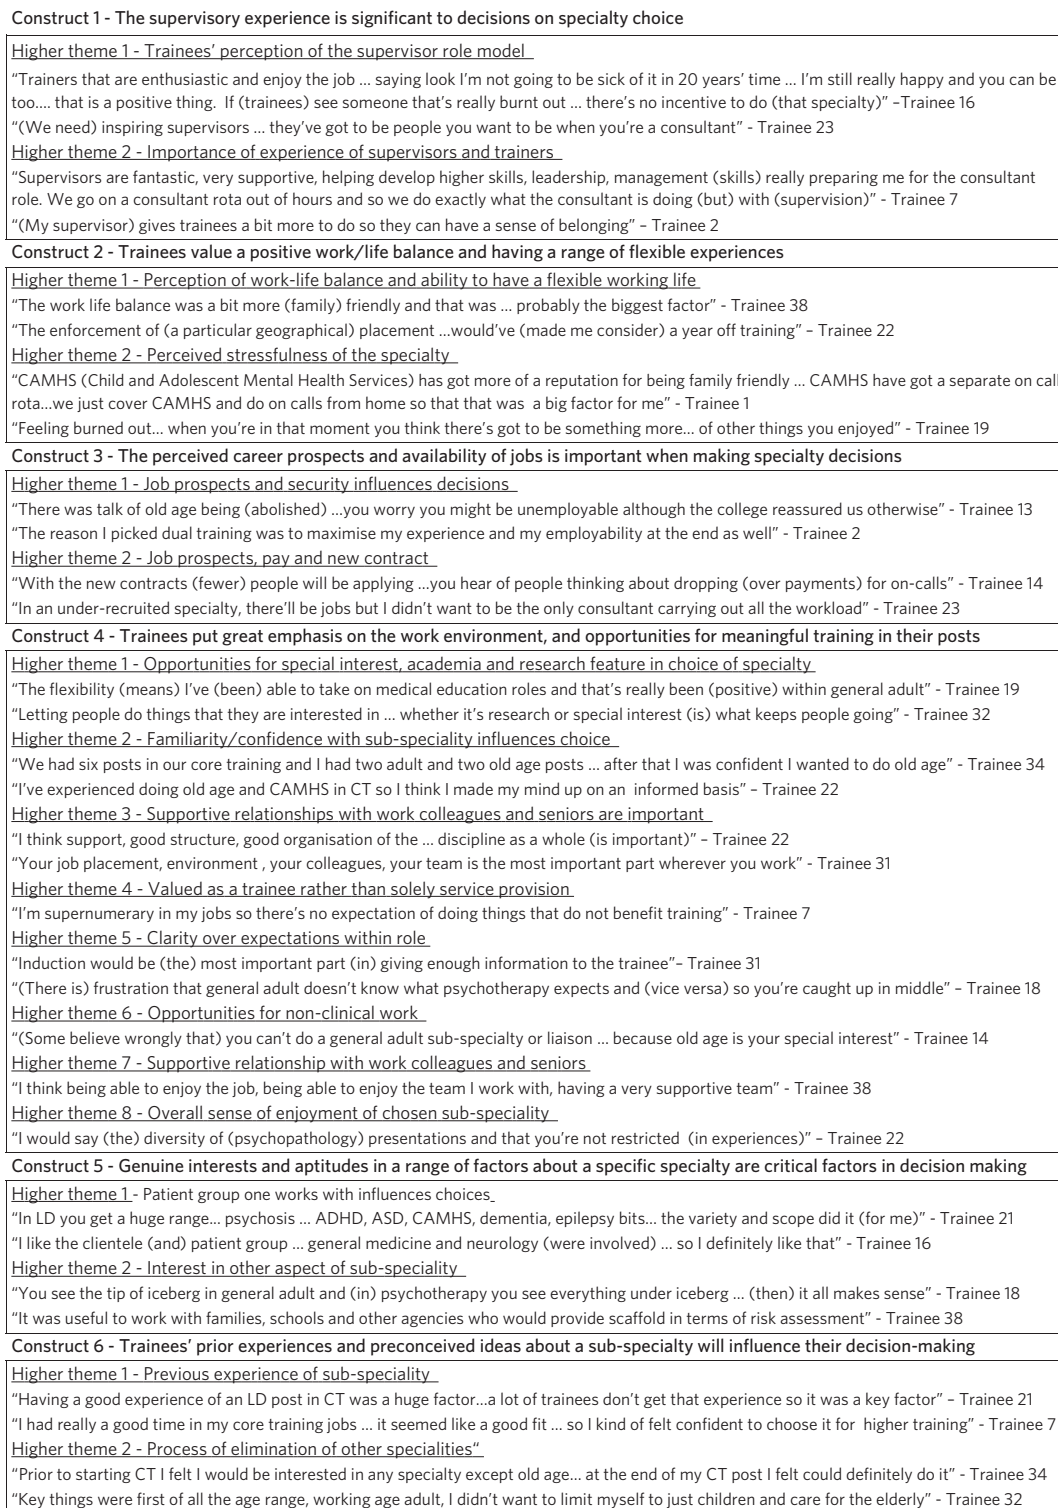 Construct 1 - The supervisory experience is significant to decisions on specialty choice
Higher theme 1 - Trainees’ perception of the supervisor role model
“Trainers that are enthusiastic and enjoy the job ... saying look I’m not going to be sick of it in 20 years’ time ... I’m still really happy and you can be
too.... that is a positive thing. If (trainees) see someone that’s really burnt out ... there’s no incentive to do (that specialty)” –Trainee 16
“(We need) inspiring supervisors ... they’ve got to be people you want to be when you’re a consultant” - Trainee 23
Higher theme 2 - Importance of experience of supervisors and trainers
“Supervisors are fantastic, very supportive, helping develop higher skills, leadership, management (skills) really preparing me for the consultant
role. We go on a consultant rota out of hours and so we do exactly what the consultant is doing (but) with (supervision)” - Trainee 7
“(My supervisor) gives trainees a bit more to do so they can have a sense of belonging” – Trainee 2
Construct 2 - Trainees value a positive work/life balance and having a range of flexible experiences
Higher theme 1 - Perception of work-life balance and ability to have a flexible working life
“The work life balance was a bit more (family) friendly and that was ... probably the biggest factor” - Trainee 38
“The enforcement of (a particular geographical) placement ...would’ve (made me consider) a year off training” – Trainee 22
Higher theme 2 - Perceived stressfulness of the specialty
“CAMHS (Child and Adolescent Mental Health Services) has got more of a reputation for being family friendly ... CAMHS have got a separate on call
rota...we just cover CAMHS and do on calls from home so that that was a big factor for me” - Trainee 1
“Feeling burned out... when you’re in that moment you think there’s got to be something more... of other things you enjoyed” - Trainee 19
Construct 3 - The perceived career prospects and availability of jobs is important when making specialty decisions
Higher theme 1 - Job prospects and security influences decisions
“There was talk of old age being (abolished) ...you worry you might be unemployable although the college reassured us otherwise” - Trainee 13
“The reason I picked dual training was to maximise my experience and my employability at the end as well” - Trainee 2
Higher theme 2 - Job prospects, pay and new contract
“With the new contracts (fewer) people will be applying ...you hear of people thinking about dropping (over payments) for on-calls” - Trainee 14
“In an under-recruited specialty, there’ll be jobs but I didn’t want to be the only consultant carrying out all the workload” - Trainee 23
Construct 4 - Trainees put great emphasis on the work environment, and opportunities for meaningful training in their posts
Higher theme 1 - Opportunities for special interest, academia and research feature in choice of specialty
“The flexibility (means) I’ve (been) able to take on medical education roles and that’s really been (positive) within general adult” - Trainee 19
“Letting people do things that they are interested in ... whether it’s research or special interest (is) what keeps people going” - Trainee 32
Higher theme 2 - Familiarity/confidence with sub-speciality influences choice
“We had six posts in our core training and I had two adult and two old age posts ... after that I was confident I wanted to do old age” - Trainee 34
“I’ve experienced doing old age and CAMHS in CT so I think I made my mind up on an informed basis” – Trainee 22
Higher theme 3 - Supportive relationships with work colleagues and seniors are important
“I think support, good structure, good organisation of the ... discipline as a whole (is important)” – Trainee 22
“Your job placement, environment , your colleagues, your team is the most important part wherever you work” - Trainee 31
Higher theme 4 - Valued as a trainee rather than solely service provision
“I’m supernumerary in my jobs so there’s no expectation of doing things that do not benefit training” - Trainee 7
Higher theme 5 - Clarity over expectations within role
“Induction would be (the) most important part (in) giving enough information to the trainee”– Trainee 31
“(There is) frustration that general adult doesn’t know what psychotherapy expects and (vice versa) so you’re caught up in middle” – Trainee 18
Higher theme 6 - Opportunities for non-clinical work
“(Some believe wrongly that) you can’t do a general adult sub-specialty or liaison ... because old age is your special interest” - Trainee 14
Higher theme 7 - Supportive relationship with work colleagues and seniors
“I think being able to enjoy the job, being able to enjoy the team I work with, having a very supportive team” - Trainee 38
Higher theme 8 - Overall sense of enjoyment of chosen sub-speciality
“I would say (the) diversity of (psychopathology) presentations and that you’re not restricted (in experiences)” – Trainee 22
Construct 5 - Genuine interests and aptitudes in a range of factors about a specific specialty are critical factors in decision making
Higher theme 1 - Patient group one works with influences choices
“In LD you get a huge range... psychosis ... ADHD, ASD, CAMHS, dementia, epilepsy bits... the variety and scope did it (for me)” - Trainee 21
“I like the clientele (and) patient group ... general medicine and neurology (were involved) ... so I definitely like that” - Trainee 16
Higher theme 2 - Interest in other aspect of sub-speciality
“You see the tip of iceberg in general adult and (in) psychotherapy you see everything under iceberg ... (then) it all makes sense” - Trainee 18
“It was useful to work with families, schools and other agencies who would provide scaffold in terms of risk assessment” - Trainee 38
Construct 6 - Trainees’ prior experiences and preconceived ideas about a sub-specialty will influence their decision-making
Higher theme 1 - Previous experience of sub-speciality
“Having a good experience of an LD post in CT was a huge factor...a lot of trainees don’t get that experience so it was a key factor” – Trainee 21
“I had really a good time in my core training jobs ... it seemed like a good fit ... so I kind of felt confident to choose it for higher training” - Trainee 7
Higher theme 2 - Process of elimination of other specialities“
“Prior to starting CT I felt I would be interested in any specialty except old age... at the end of my CT post I felt could definitely do it” - Trainee 34
“Key things were first of all the age range, working age adult, I didn’t want to limit myself to just children and care for the elderly” - Trainee 32